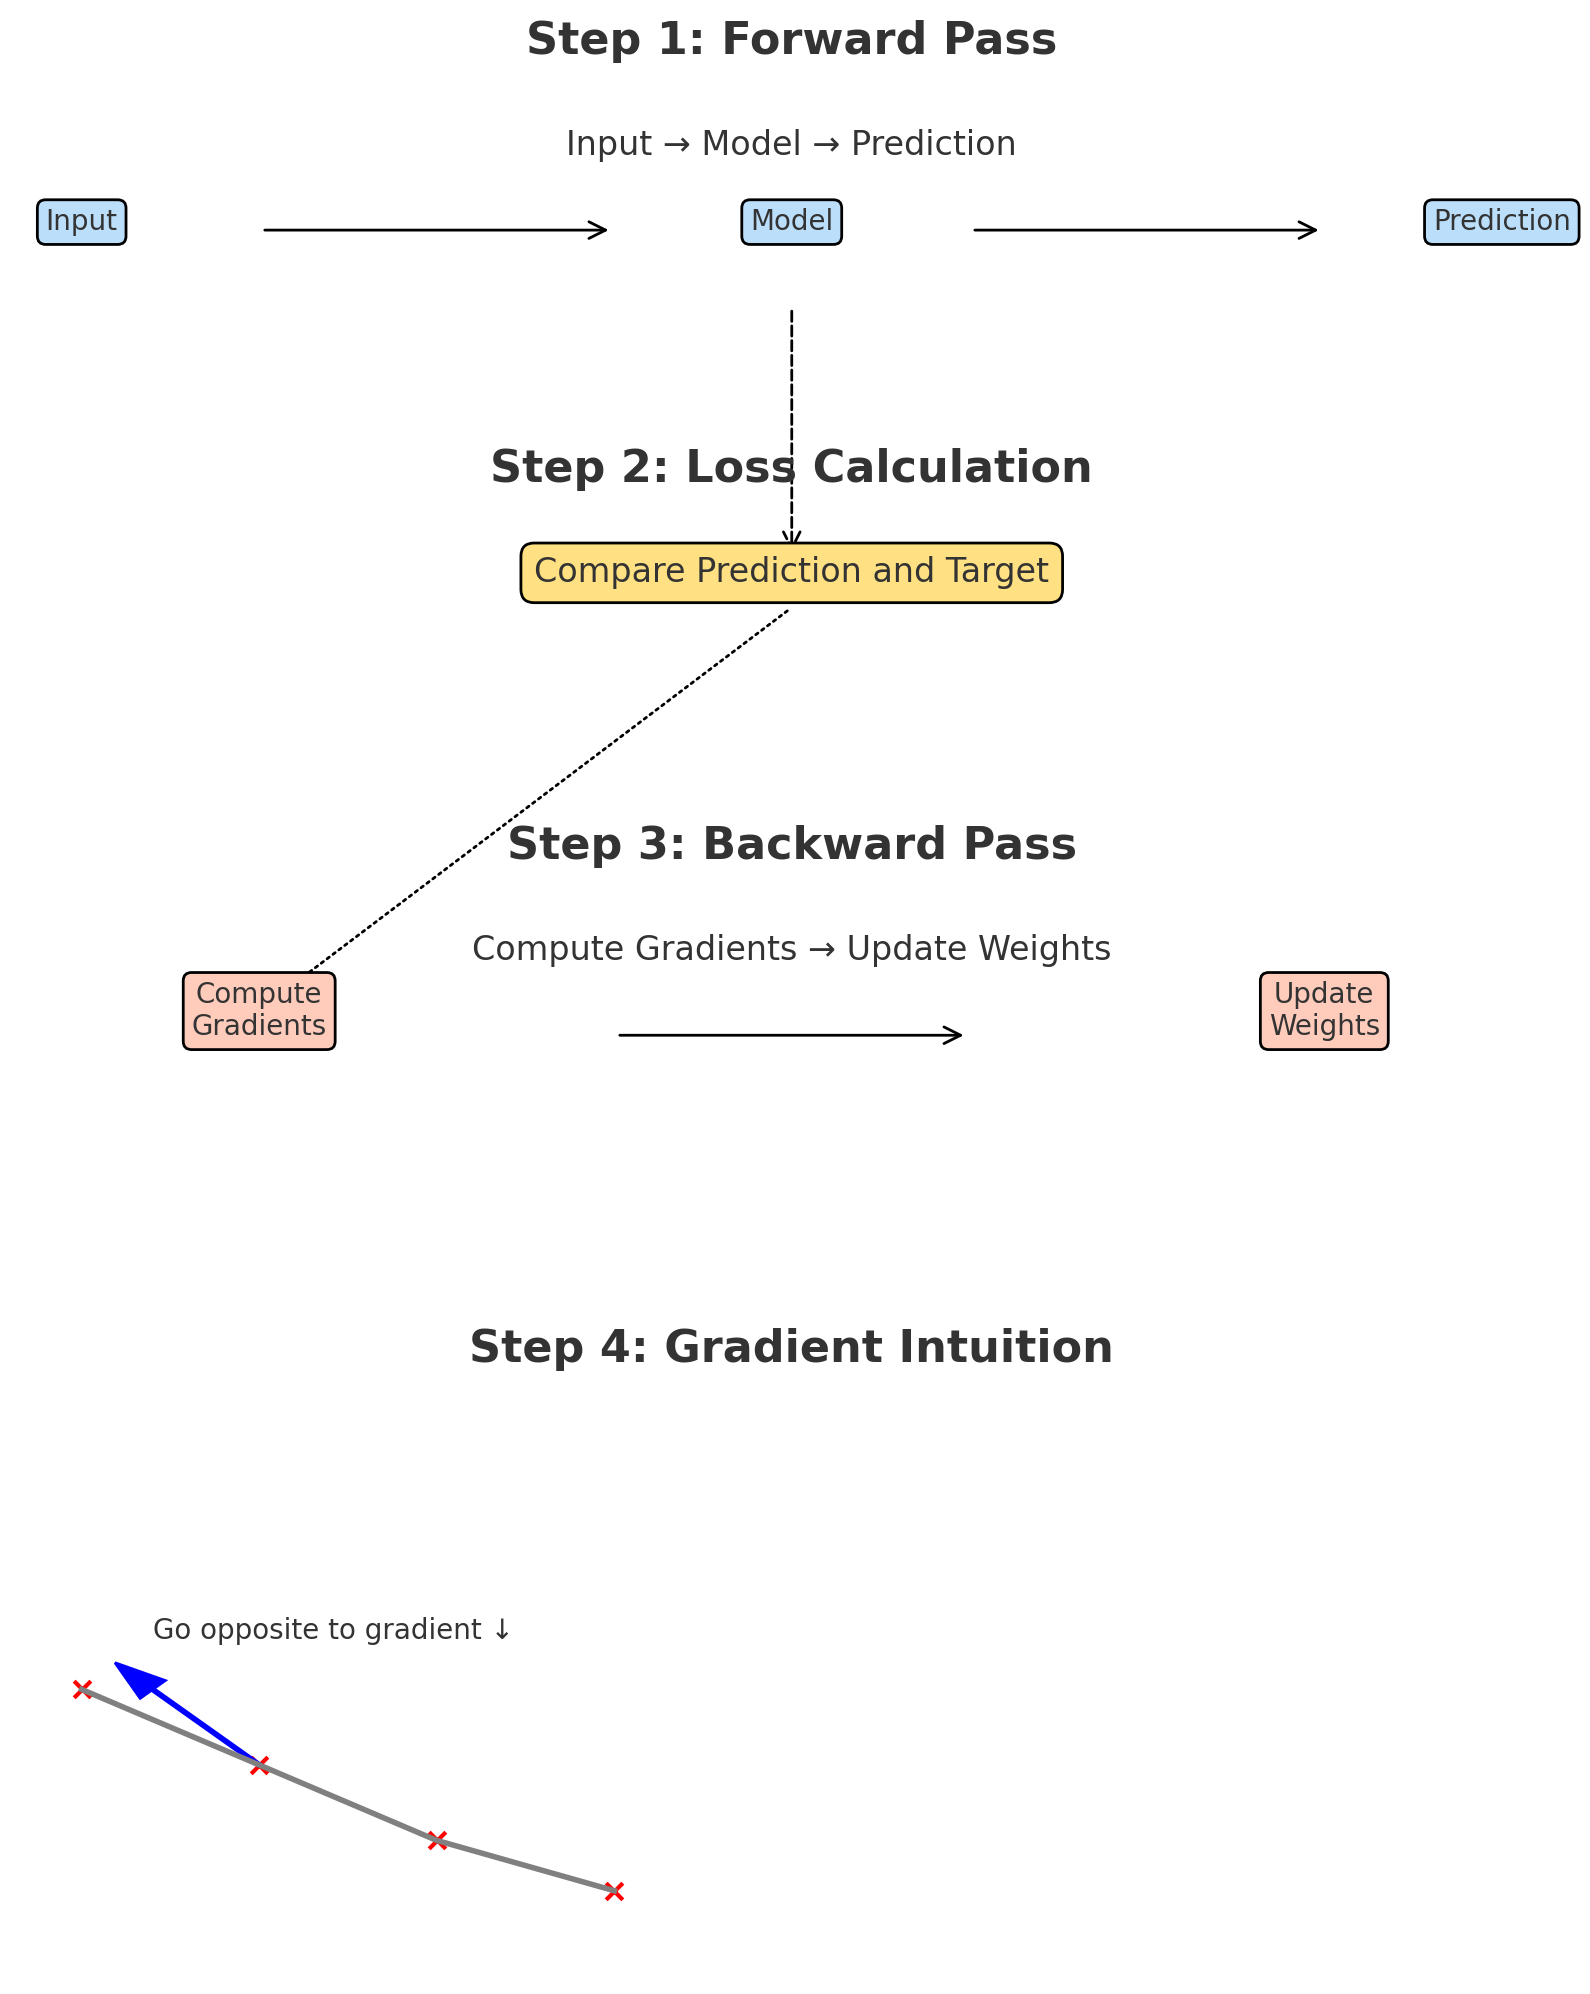 Step 1: Forward Pass
Input → Model → Prediction
Input
Model
Prediction
Step 2: Loss Calculation
Compare Prediction and Target
Step 3: Backward Pass
Compute Gradients → Update Weights
Compute
Gradients
Update
Weights
Step 4: Gradient Intuition
Go opposite to gradient ↓